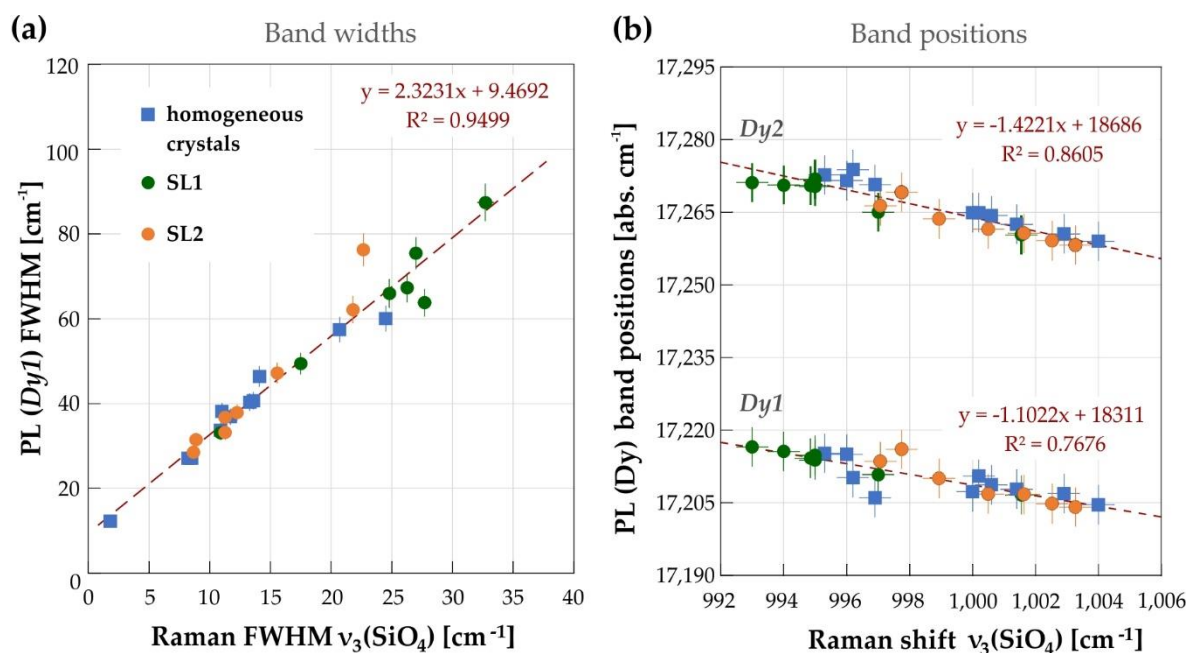 (a)
Band widths
120
100
80
60
40
20
0
PL (Dy1) FWHM [cm⁻¹]
y = 2.3231x + 9.4692
R² = 0.9499
homogeneous
crystals
SL1
SL2
0 5 10 15 20 25 30 35 40
Raman FWHM ν₃(SiO₄) [cm⁻¹]
(b)
Band positions
17,295
17,280
17,265
17,250
17,235
17,220
17,205
17,190
PL (Dy) band positions [abs. cm⁻¹]
Dy2
y = -1.4221x + 18686
R² = 0.8605
Dy1
y = -1.1022x + 18311
R² = 0.7676
992 994 996 998 1,000 1,002 1,004 1,006
Raman shift ν₃(SiO₄) [cm⁻¹]